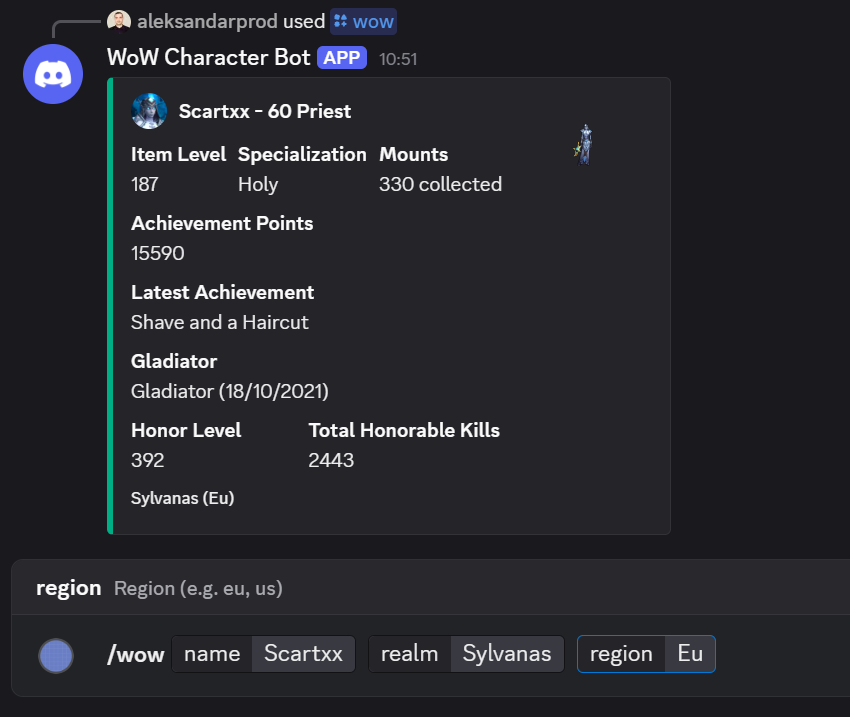 aleksandarprod used wow
WoW Character Bot APP 10:51
Scartxx - 60 Priest
Item Level Specialization Mounts
187 Holy 330 collected
Achievement Points
15590
Latest Achievement
Shave and a Haircut
Gladiator
Gladiator (18/10/2021)
Honor Level Total Honorable Kills
392 2443
Sylvanas (Eu)
region Region (e.g. eu, us)
/wow name Scartxx realm Sylvanas region Eu